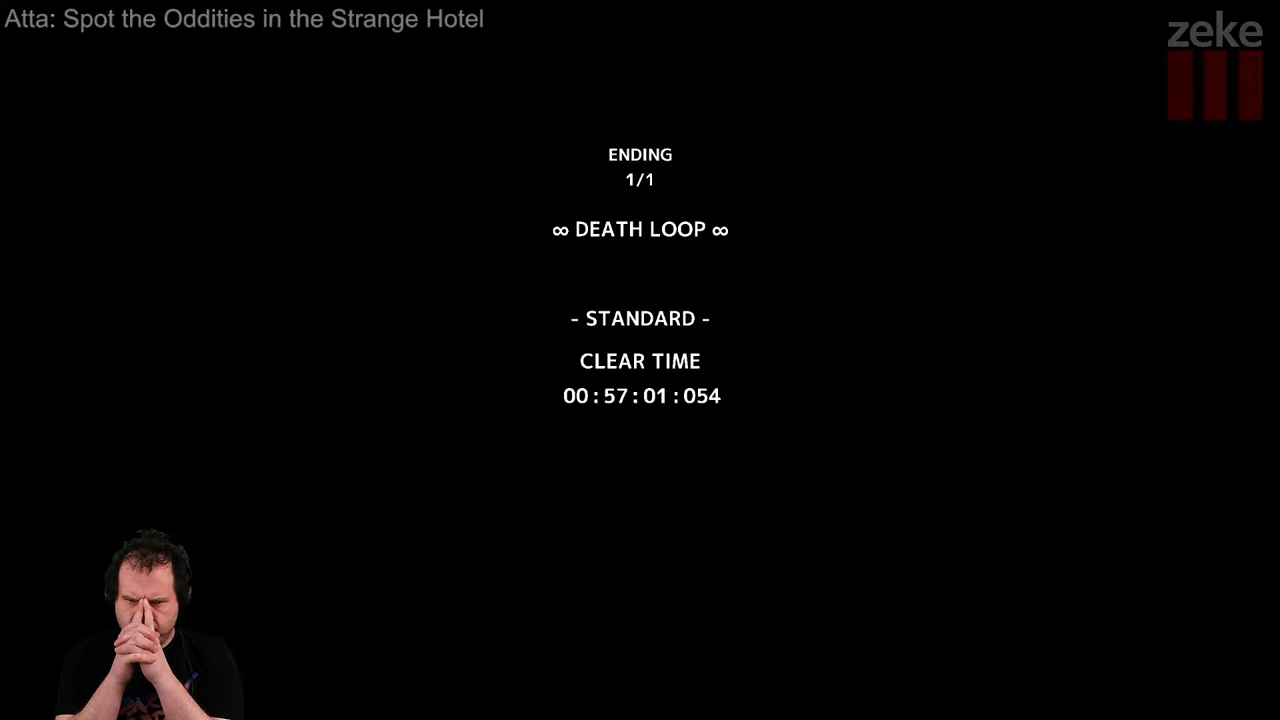 Atta: Spot the Oddities in the Strange Hotel
zeke
III
ENDING
1/1
∞ DEATH LOOP ∞
- STANDARD -
CLEAR TIME
00:57:01:054